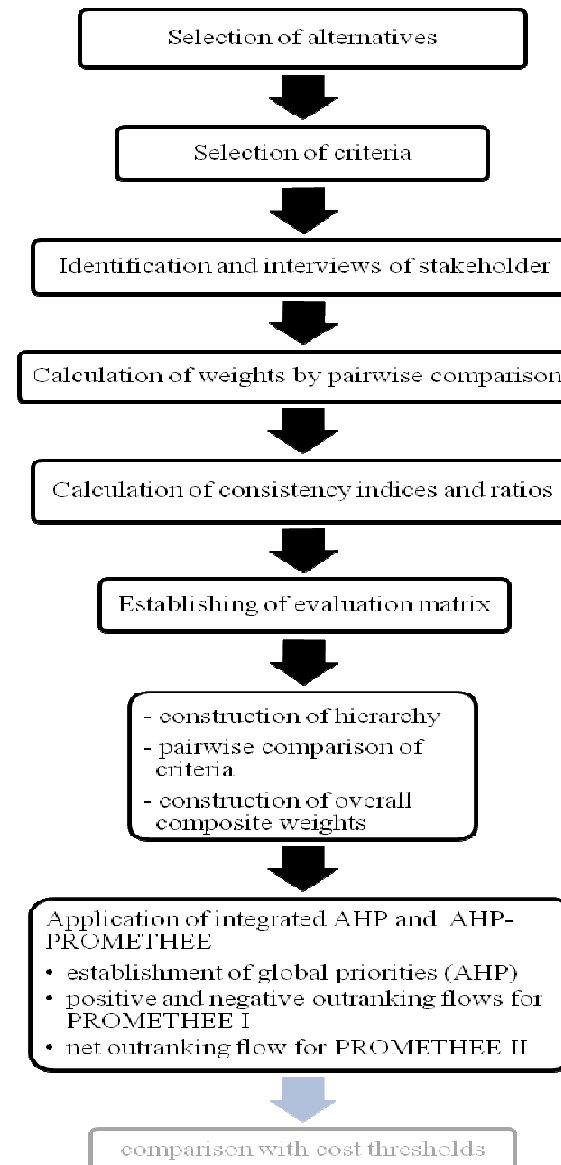 Selection of alternatives
Selection of criteria
Identification and interviews of stakeholder
Calculation of weights by pairwise comparison
Calculation of consistency indices and ratios
Establishing of evaluation matrix
- construction of hierarchy
- pairwise comparison of
criteria
- construction of overall
composite weights
Application of integrated AHP and AHP-
PROMETHEE
• establishment of global priorities (AHP)
• positive and negative outranking flows for
PROMETHEE I
• net outranking flow for PROMETHEE II
comparison with cost thresholds